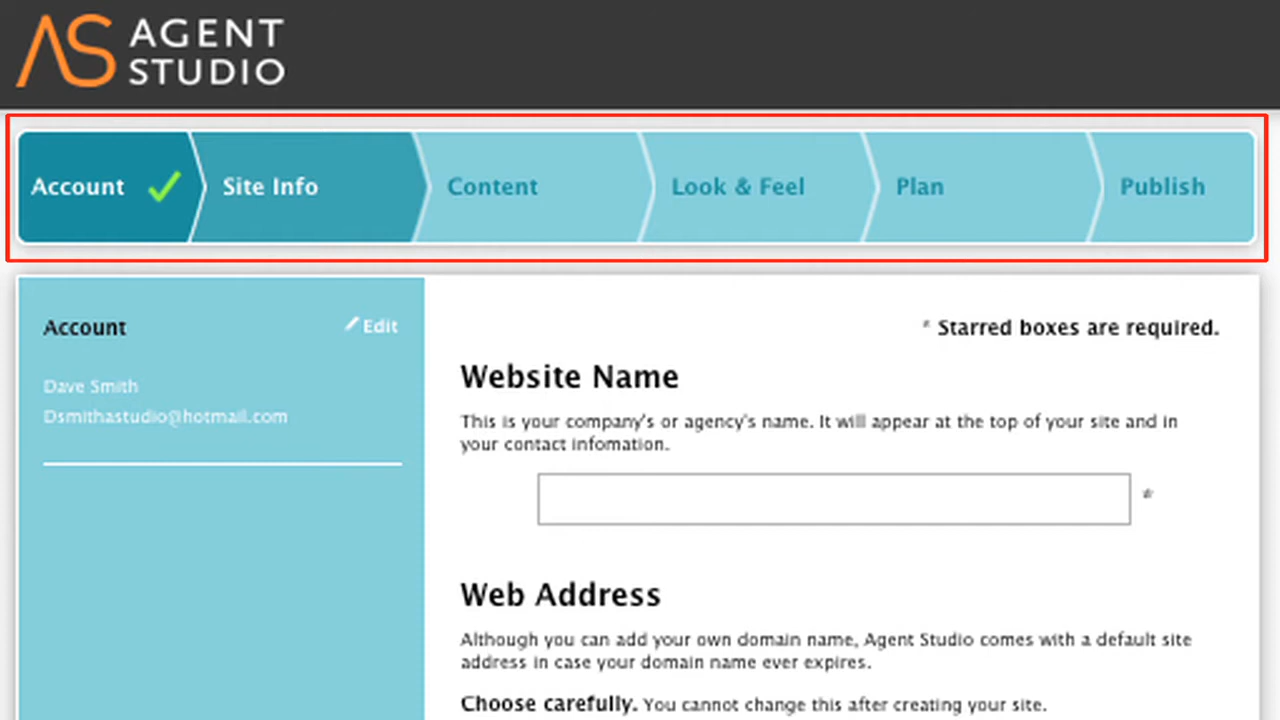 AS AGENT
STUDIO
Account Site Info Content Look & Feel Plan Publish
Account Edit
Dave Smith
Dsmithastudio@hotmail.com
* Starred boxes are required.
Website Name
This is your company's or agency's name. It will appear at the top of your site and in
your contact infomation.
*
Web Address
Although you can add your own domain name, Agent Studio comes with a default site
address in case your domain name ever expires.
Choose carefully. You cannot change this after creating your site.